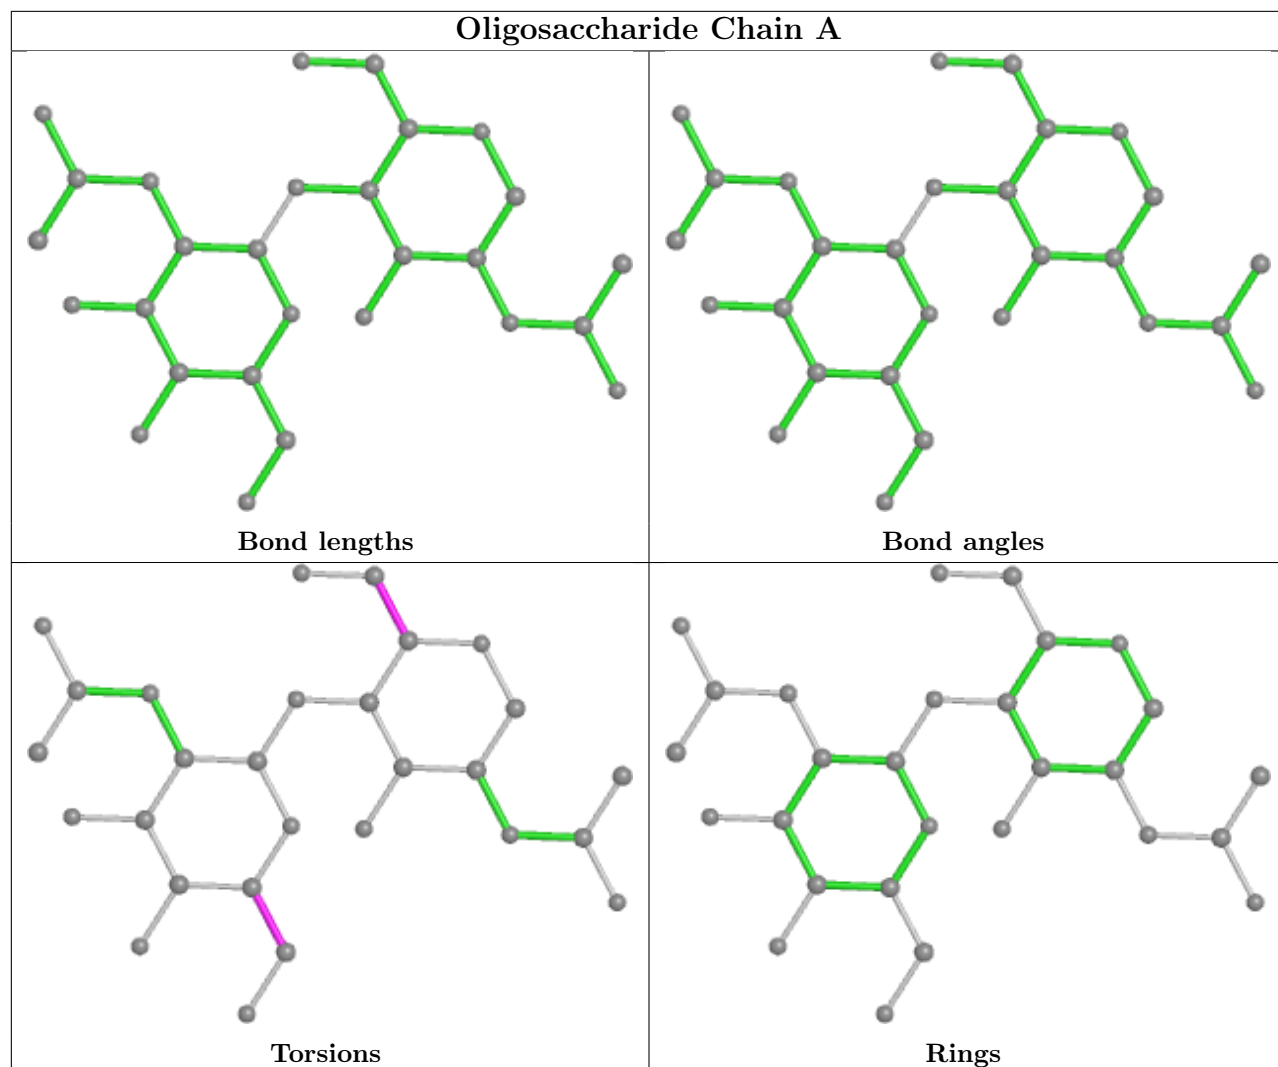 Oligosaccharide Chain A
Bond lengths
Bond angles
Torsions
Rings